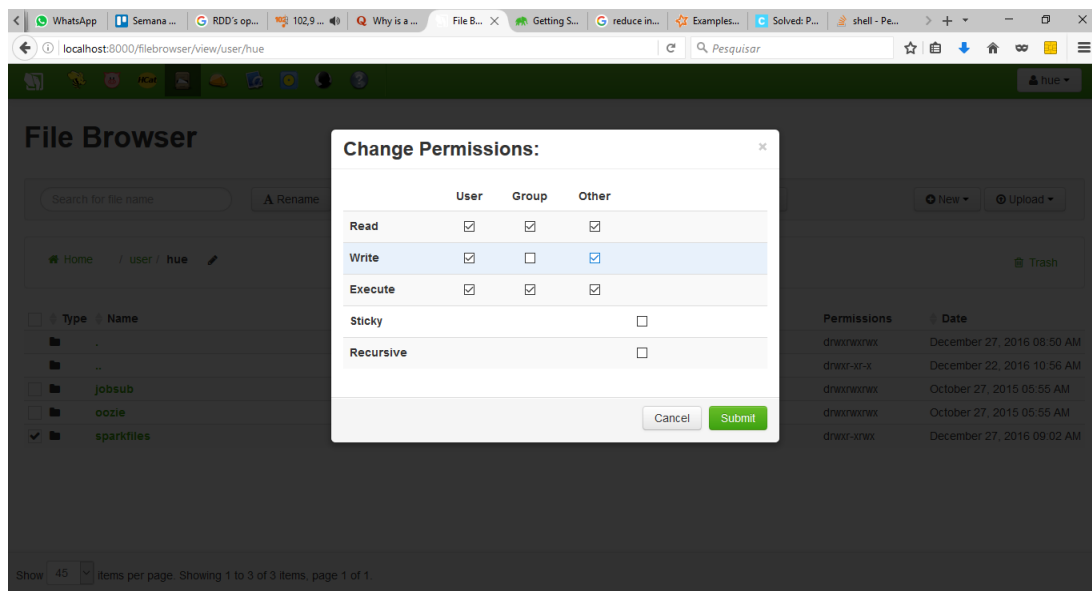 WhatsApp Semana ... RDD´s op... 102,9 ... Why is a ... File B... Getting S... reduce in... Examples... Solved: P... shell - Pe...
localhost:8000/filebrowser/view/user/hue Pesquisar
HCat hue
File Browser
Search for file name A Rename New Upload
Home / user / hue Trash
Type Name Permissions Date
. drwxrwxrwx December 27, 2016 08:50 AM
.. drwxr-xr-x December 22, 2016 10:56 AM
jobsub drwxrwxrwx October 27, 2015 05:55 AM
oozie drwxrwxrwx October 27, 2015 05:55 AM
sparkfiles drwxr-xrwx December 27, 2016 09:02 AM
Change Permissions:
User Group Other
Read
Write
Execute
Sticky
Recursive
Cancel Submit
Show 45 items per page. Showing 1 to 3 of 3 items, page 1 of 1.